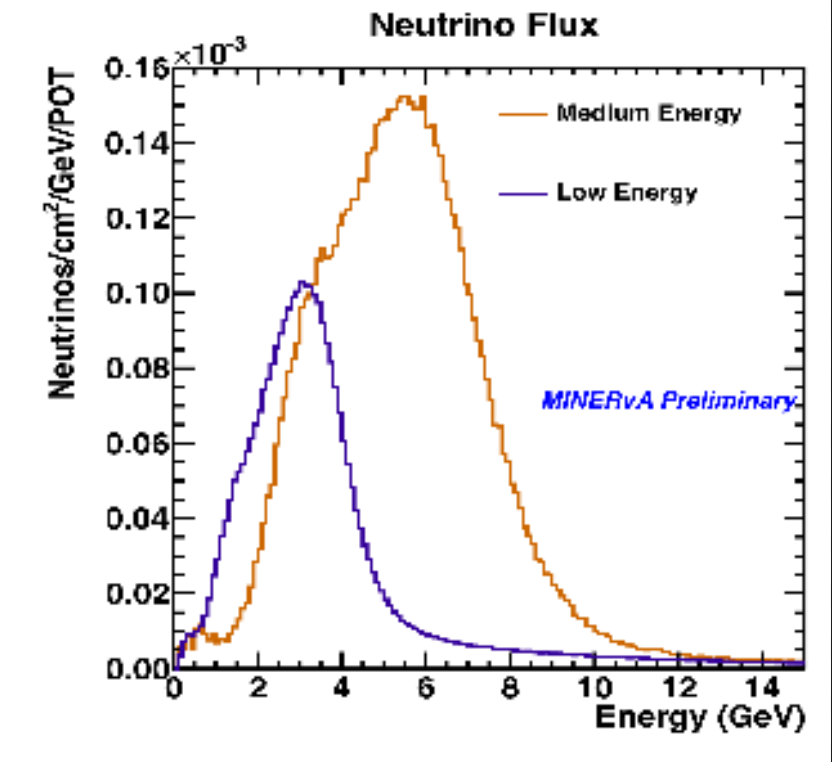 Neutrino Flux
×10⁻³
Neutrinos/cm²/GeV/POT
0.16
0.14
0.12
0.10
0.08
0.06
0.04
0.02
0.00
Medium Energy
Low Energy
MINERvA Preliminary
0 2 4 6 8 10 12 14
Energy (GeV)